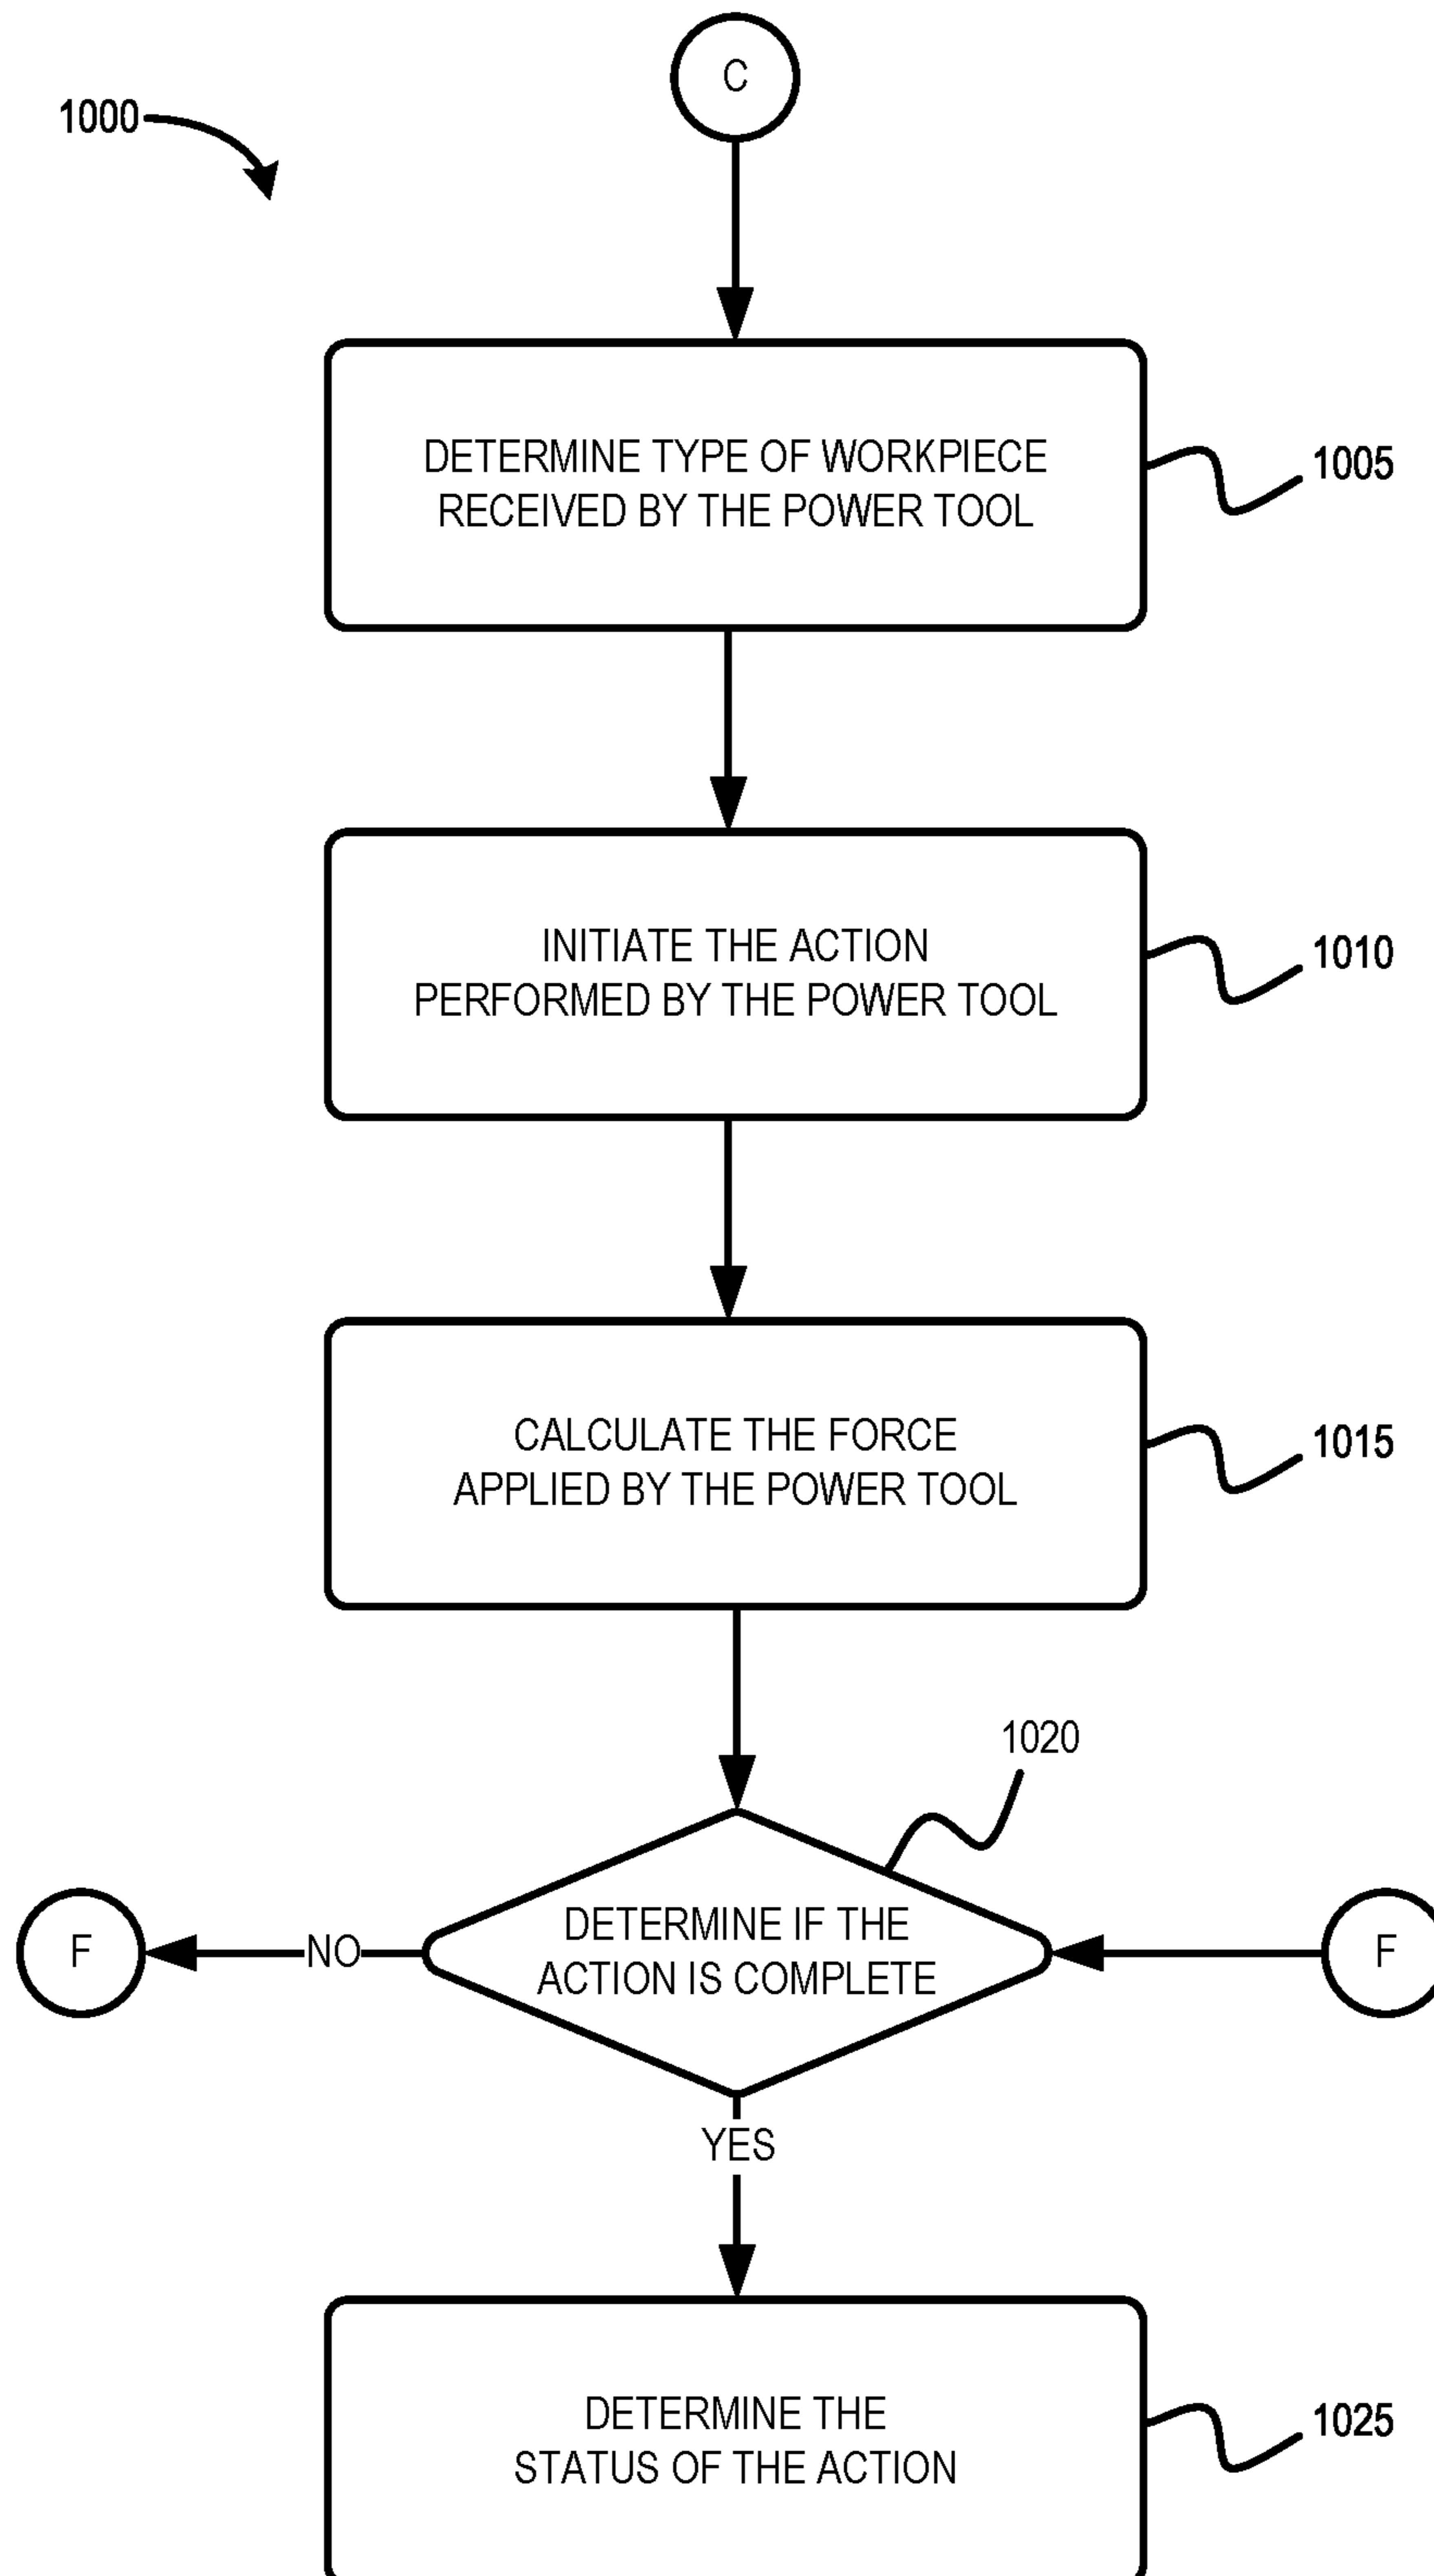 C
1000
DETERMINE TYPE OF WORKPIECE
RECEIVED BY THE POWER TOOL
1005
INITIATE THE ACTION
PERFORMED BY THE POWER TOOL
1010
CALCULATE THE FORCE
APPLIED BY THE POWER TOOL
1015
1020
DETERMINE IF THE
ACTION IS COMPLETE
F
NO
F
YES
DETERMINE THE
STATUS OF THE ACTION
1025